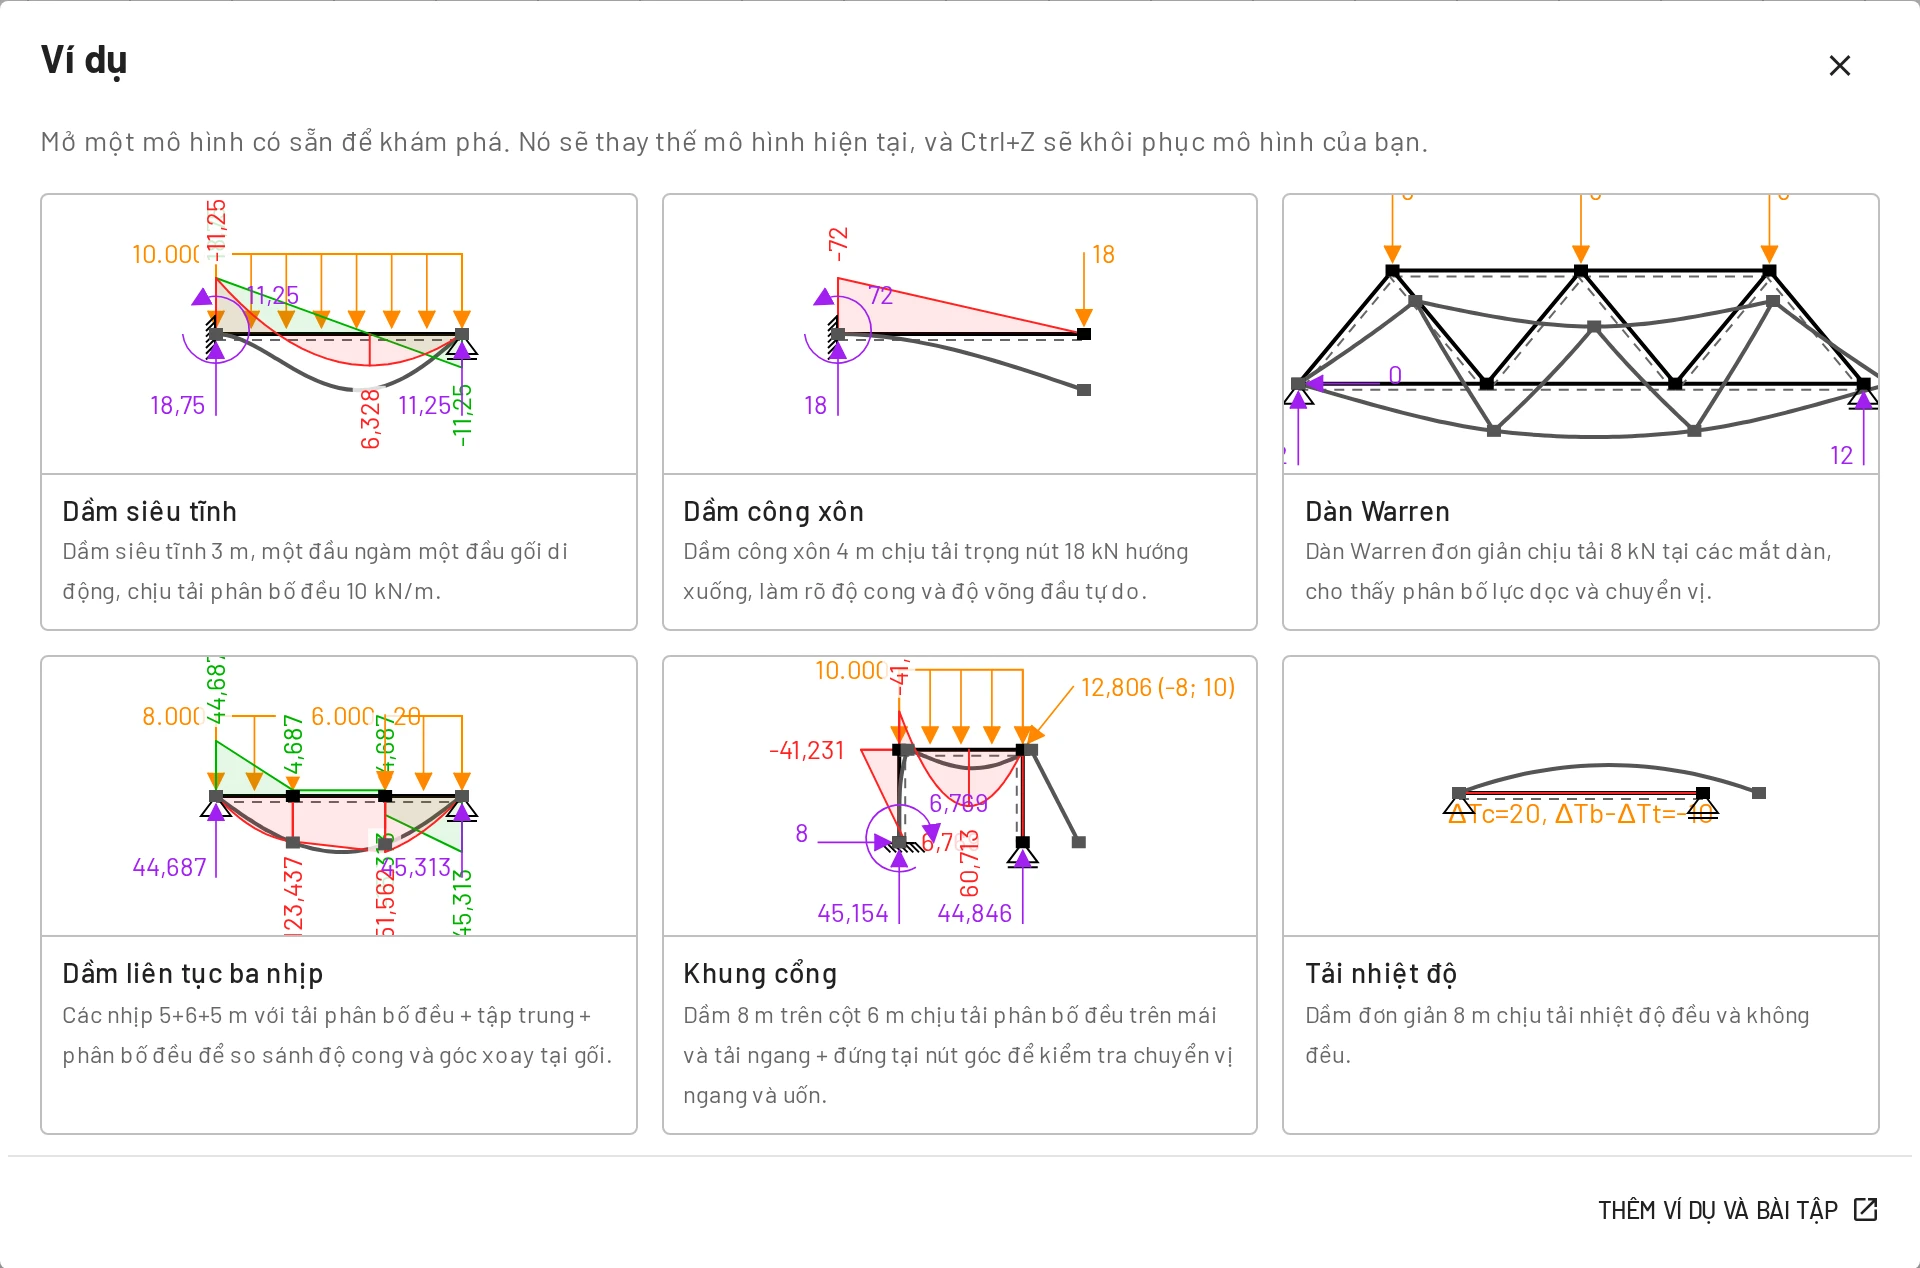 Ví dụ
Mở một mô hình có sẵn để khám phá. Nó sẽ thay thế mô hình hiện tại, và Ctrl+Z sẽ khôi phục mô hình của bạn.
-11,25
10.000
11,25
18,75
6,328
11,25
-11,25
Dầm siêu tĩnh
Dầm siêu tĩnh 3 m, một đầu ngàm một đầu gối di
động, chịu tải phân bố đều 10 kN/m.
-72
18
72
18
Dầm công xôn
Dầm công xôn 4 m chịu tải trọng nút 18 kN hướng
xuống, làm rõ độ cong và độ võng đầu tự do.
0
12
Dàn Warren
Dàn Warren đơn giản chịu tải 8 kN tại các mắt dàn,
cho thấy phân bố lực dọc và chuyển vị.
44,687
8.000
4,687
6.000
20
4,687
44,687
123,437
45,313
45,313
Dầm liên tục ba nhịp
Các nhịp 5+6+5 m với tải phân bố đều + tập trung +
phân bố đều để so sánh độ cong và góc xoay tại gối.
10.000
-41,
12,806 (-8; 10)
-41,231
6,769
8
60,713
45,154
44,846
Khung cổng
Dầm 8 m trên cột 6 m chịu tải phân bố đều trên mái
và tải ngang + đứng tại nút góc để kiểm tra chuyển vị
ngang và uốn.
ΔTc=20, ΔTb-ΔTt=-10
Tải nhiệt độ
Dầm đơn giản 8 m chịu tải nhiệt độ đều và không
đều.
THÊM VÍ DỤ VÀ BÀI TẬP